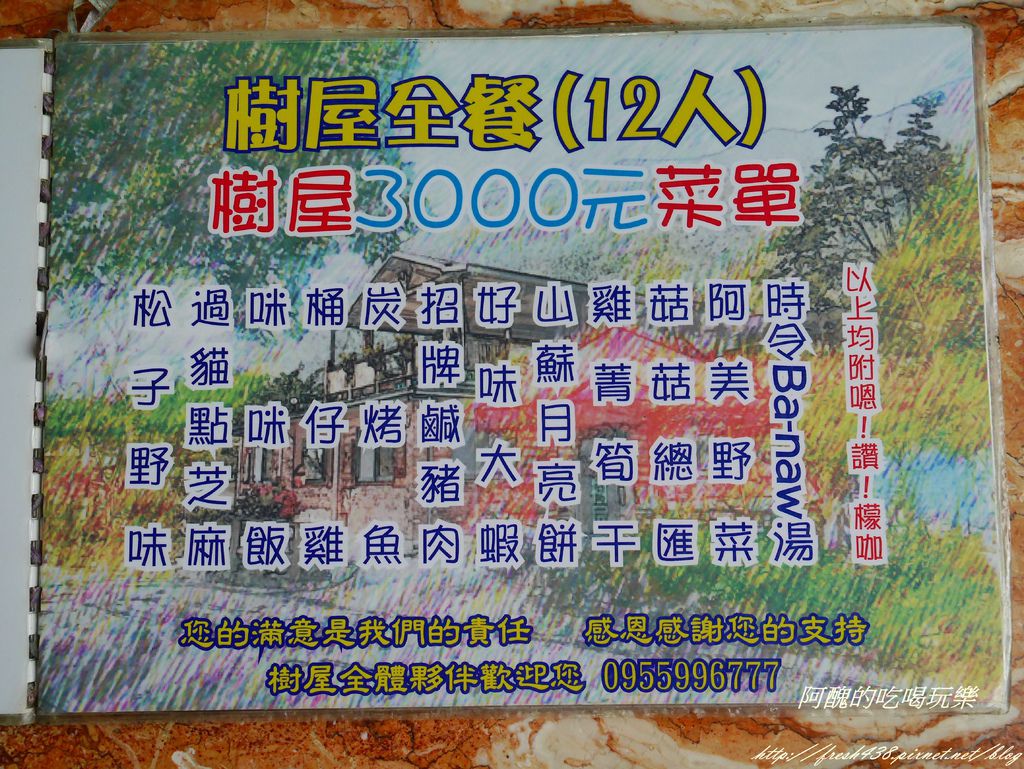 樹屋全餐(12人)
樹屋3000元菜單
以上均附嗯！讚！檬咖
時令Ba-naw湯
阿美野菜
菇菇總匯
雞菁筍干
山蘇月亮餅
好味大蝦
招牌鹹豬肉
炭烤魚
桶仔雞
咪咪飯
過貓點芝麻
松子野味
您的滿意是我們的責任 感恩感謝您的支持
樹屋全體夥伴歡迎您 0955996777
阿醜的吃喝玩樂
http://fresh438.pixnet.net/blog